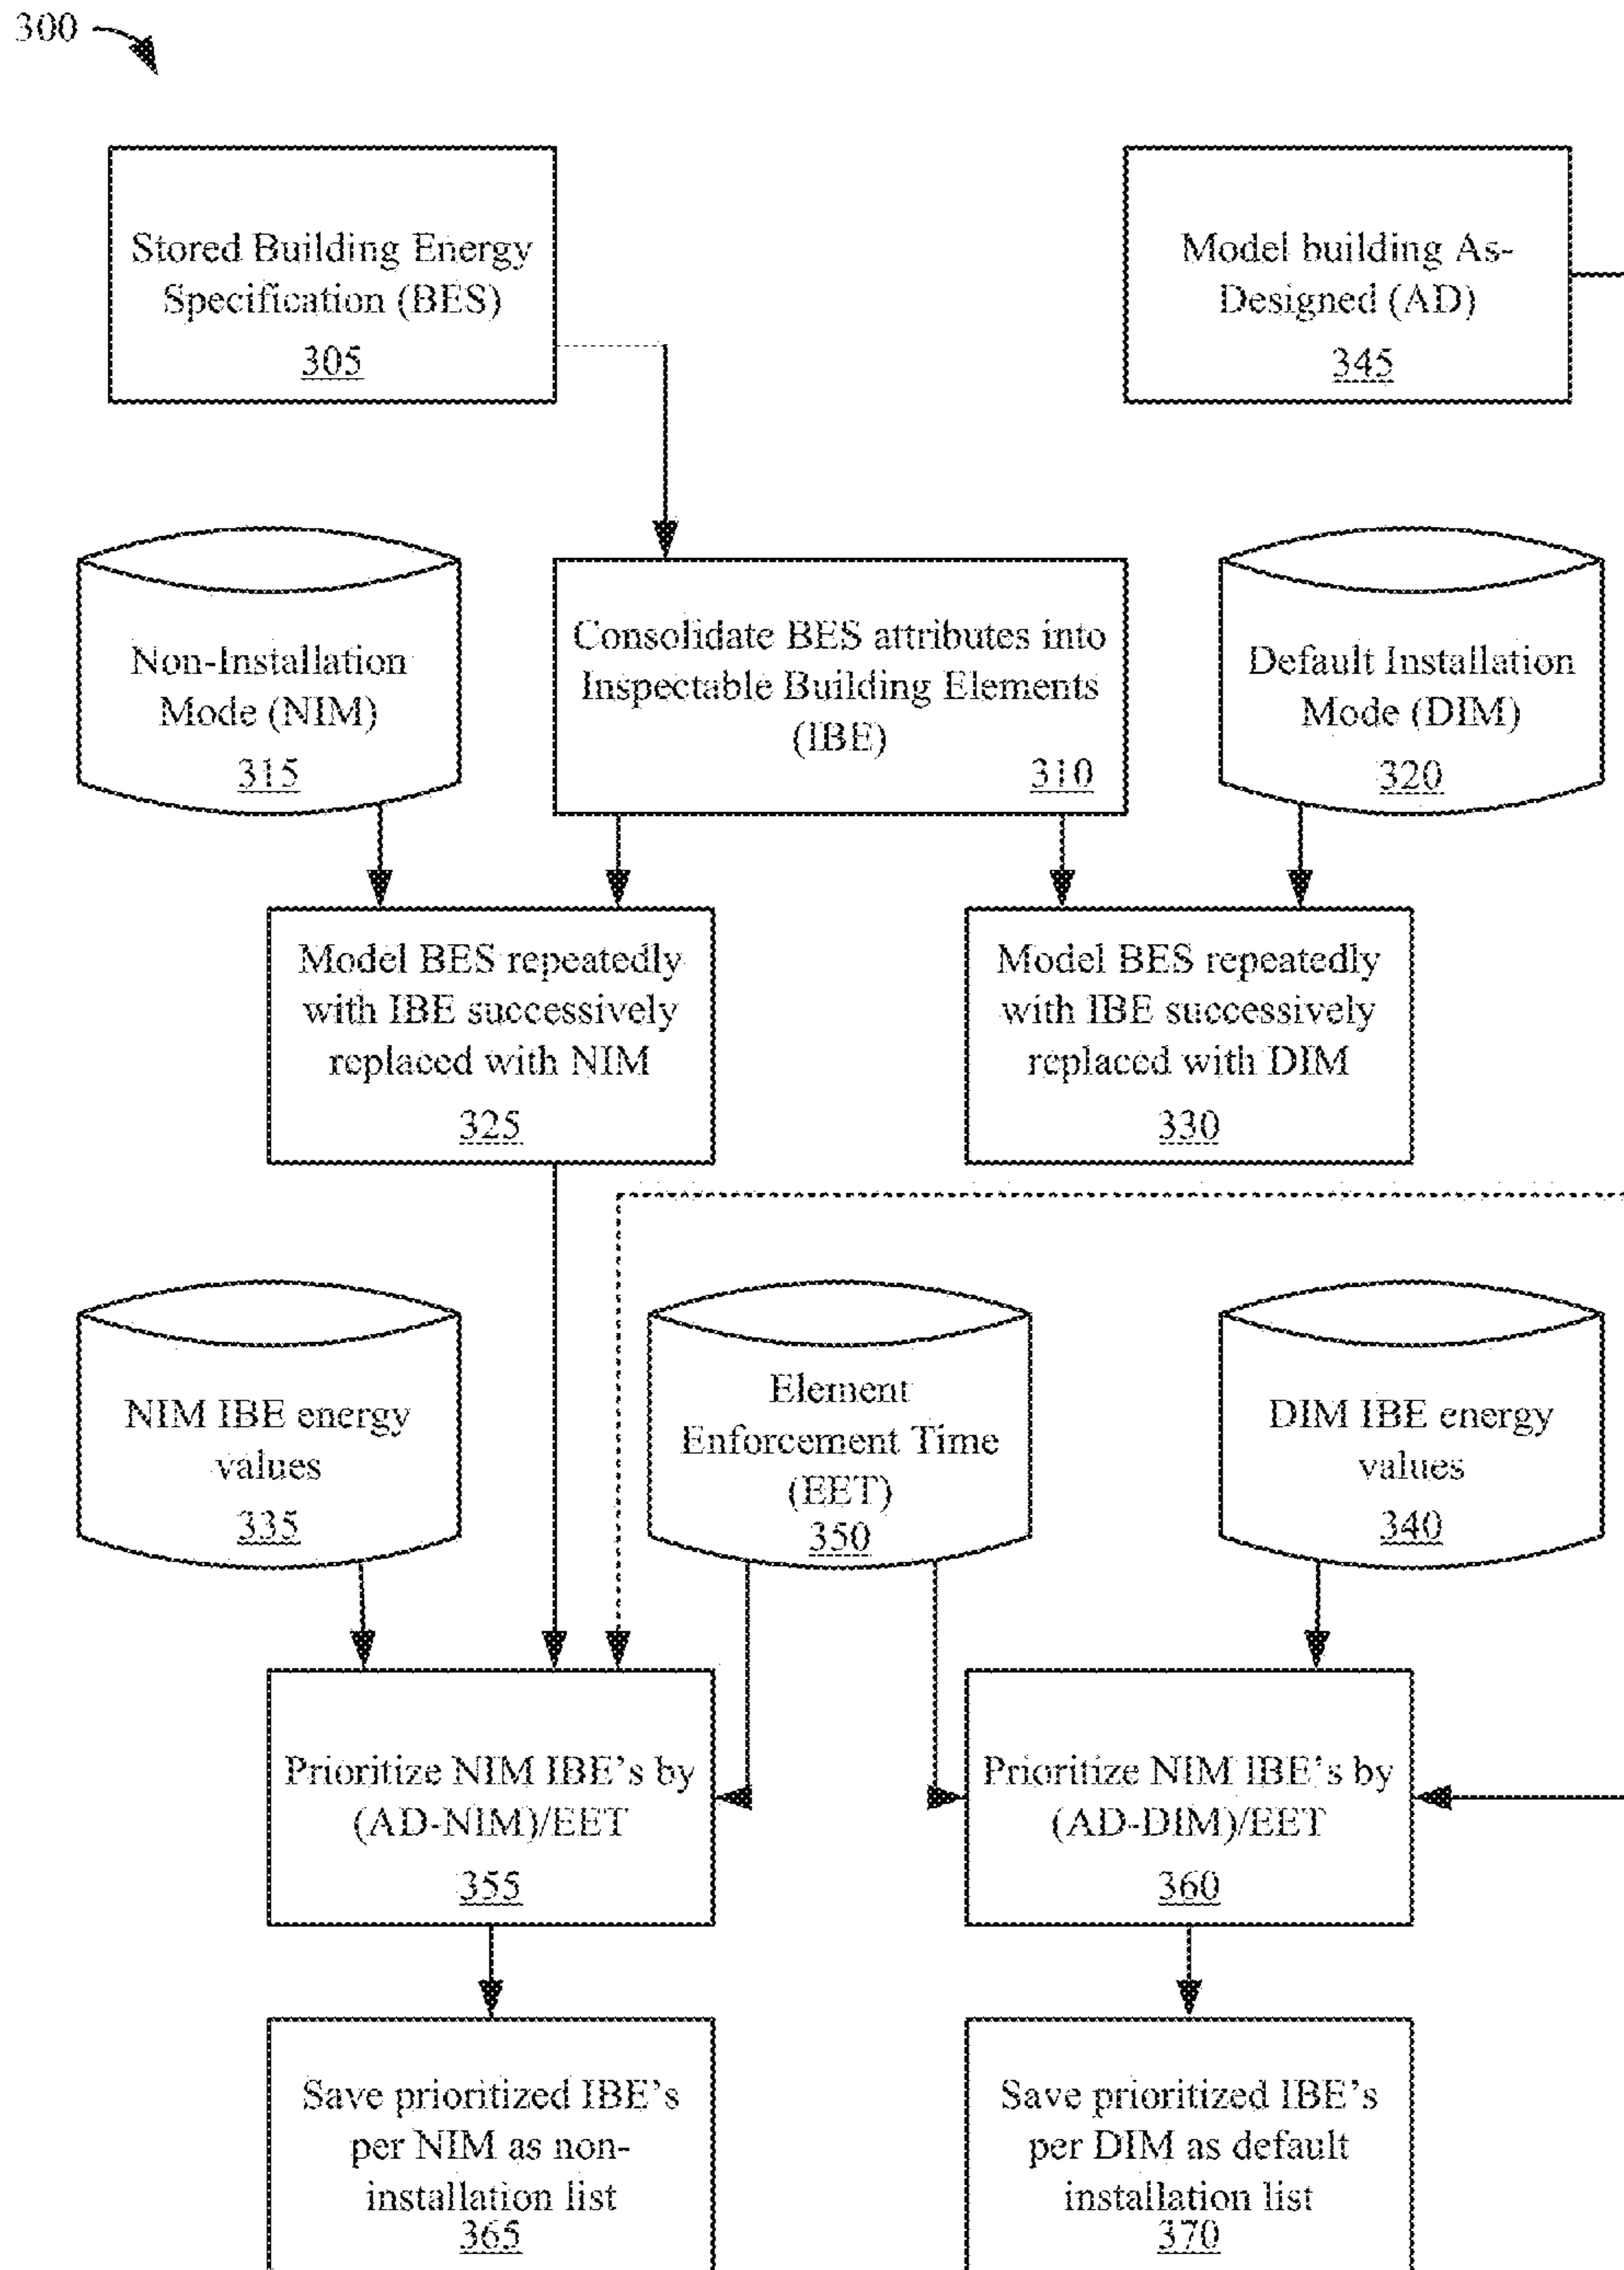 300
Stored Building Energy
Specification (BES)
305
Model building As-
Designed (AD)
345
Non-Installation
Mode (NIM)
315
Consolidate BES attributes into
Inspectable Building Elements
(IBE)
310
Default Installation
Mode (DIM)
320
Model BES repeatedly
with IBE successively
replaced with NIM
325
Model BES repeatedly
with IBE successively
replaced with DIM
330
NIM IBE energy
values
335
Element
Enforcement Time
(EET)
350
DIM IBE energy
values
340
Prioritize NIM IBE's by
(AD-NIM)/EET
355
Prioritize NIM IBE's by
(AD-DIM)/EET
360
Save prioritized IBE's
per NIM as non-
installation list
365
Save prioritized IBE's
per DIM as default
installation list
370